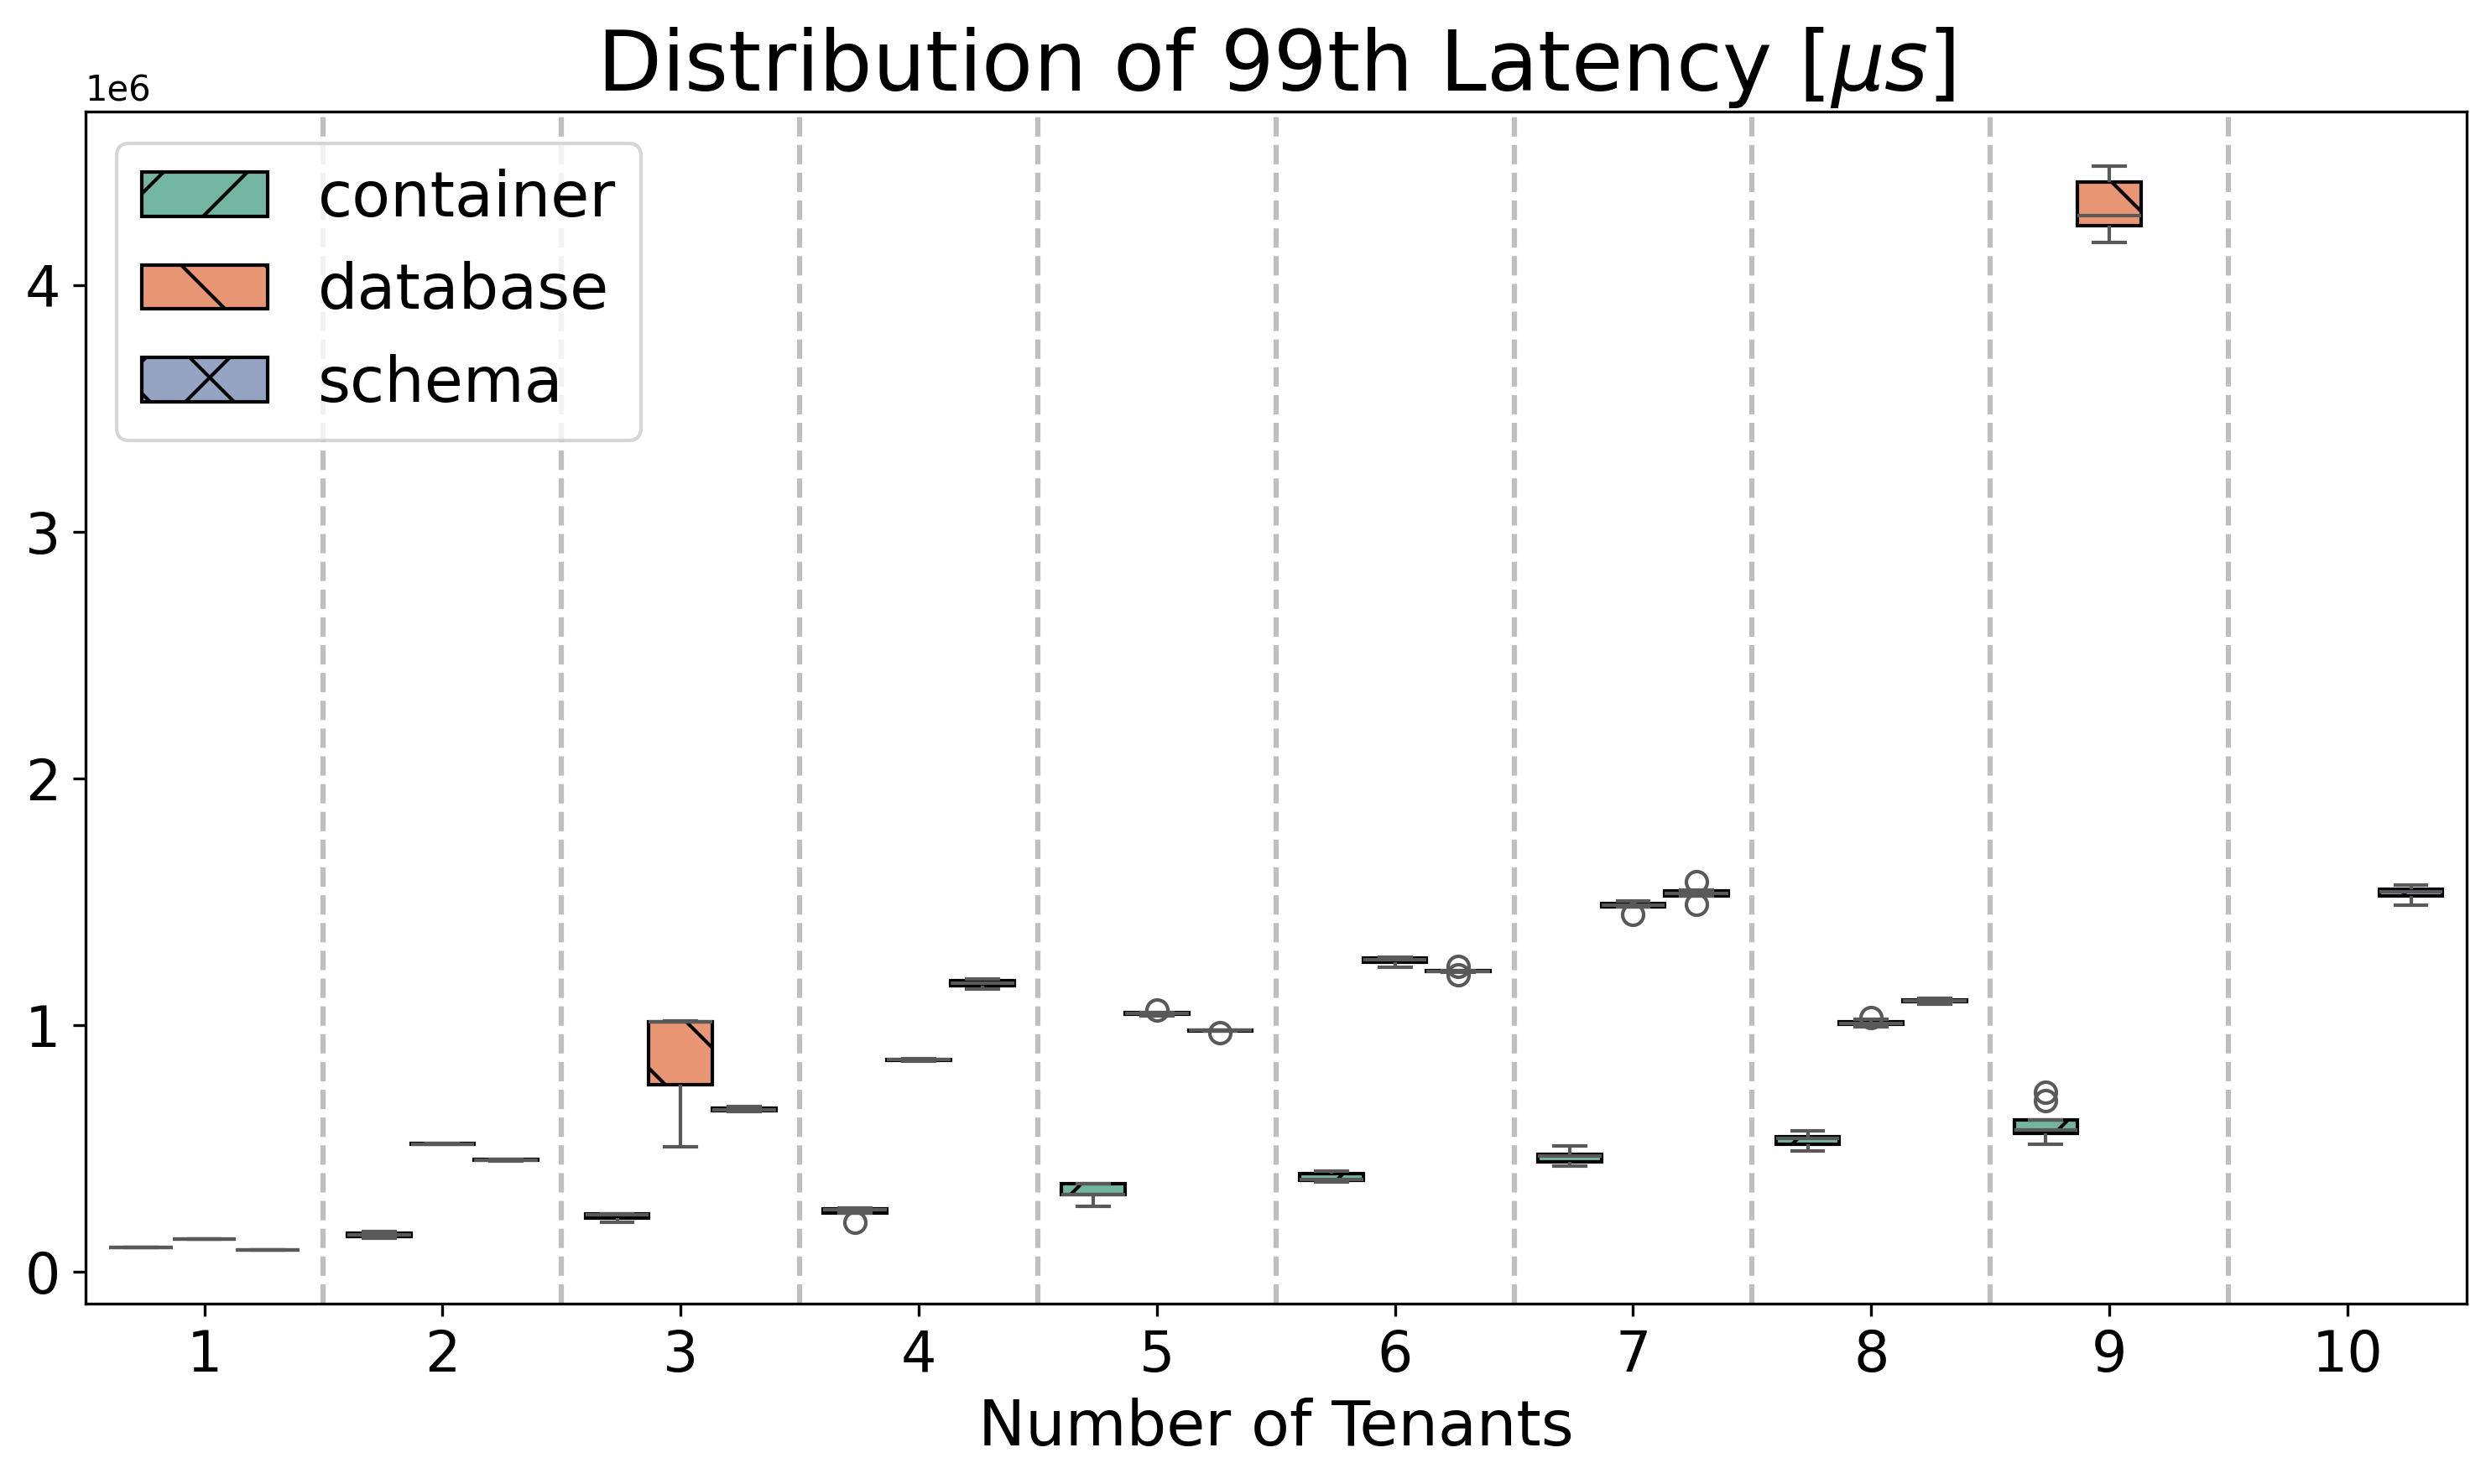 Distribution of 99th Latency [μs]
1e6
container
database
schema
4
3
2
1
0
1 2 3 4 5 6 7 8 9 10
Number of Tenants